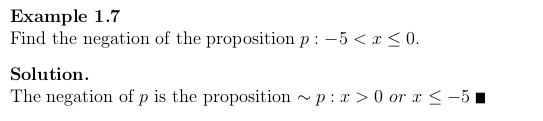 Example 1.7
Find the negation of the proposition p : −5 < x ≤ 0.
Solution.
The negation of p is the proposition ∼ p : x > 0 or x ≤ −5 ■